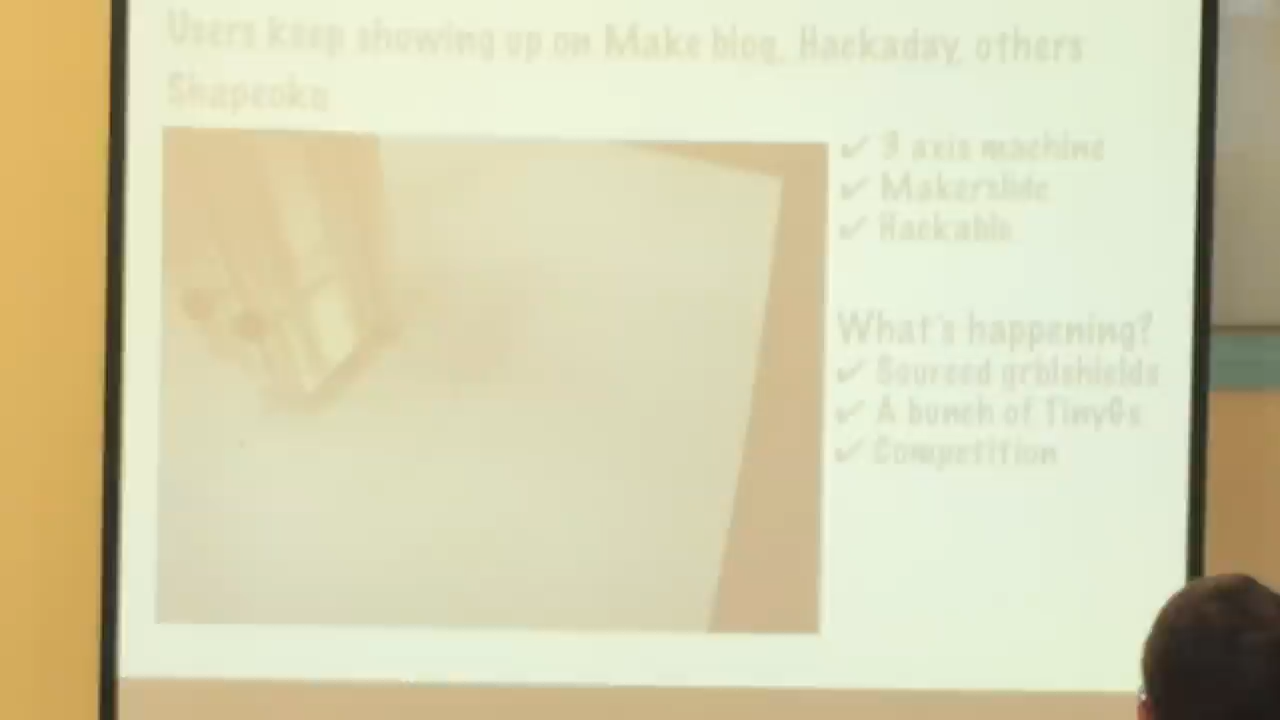 Users keep showing up on Make blog, Hackaday, others
Shapeoko
✔ 3 axis machine
✔ Makerslide
✔ Hackable
What's happening?
✔ Sourced grblshields
✔ A bunch of TinyGs
✔ Competition